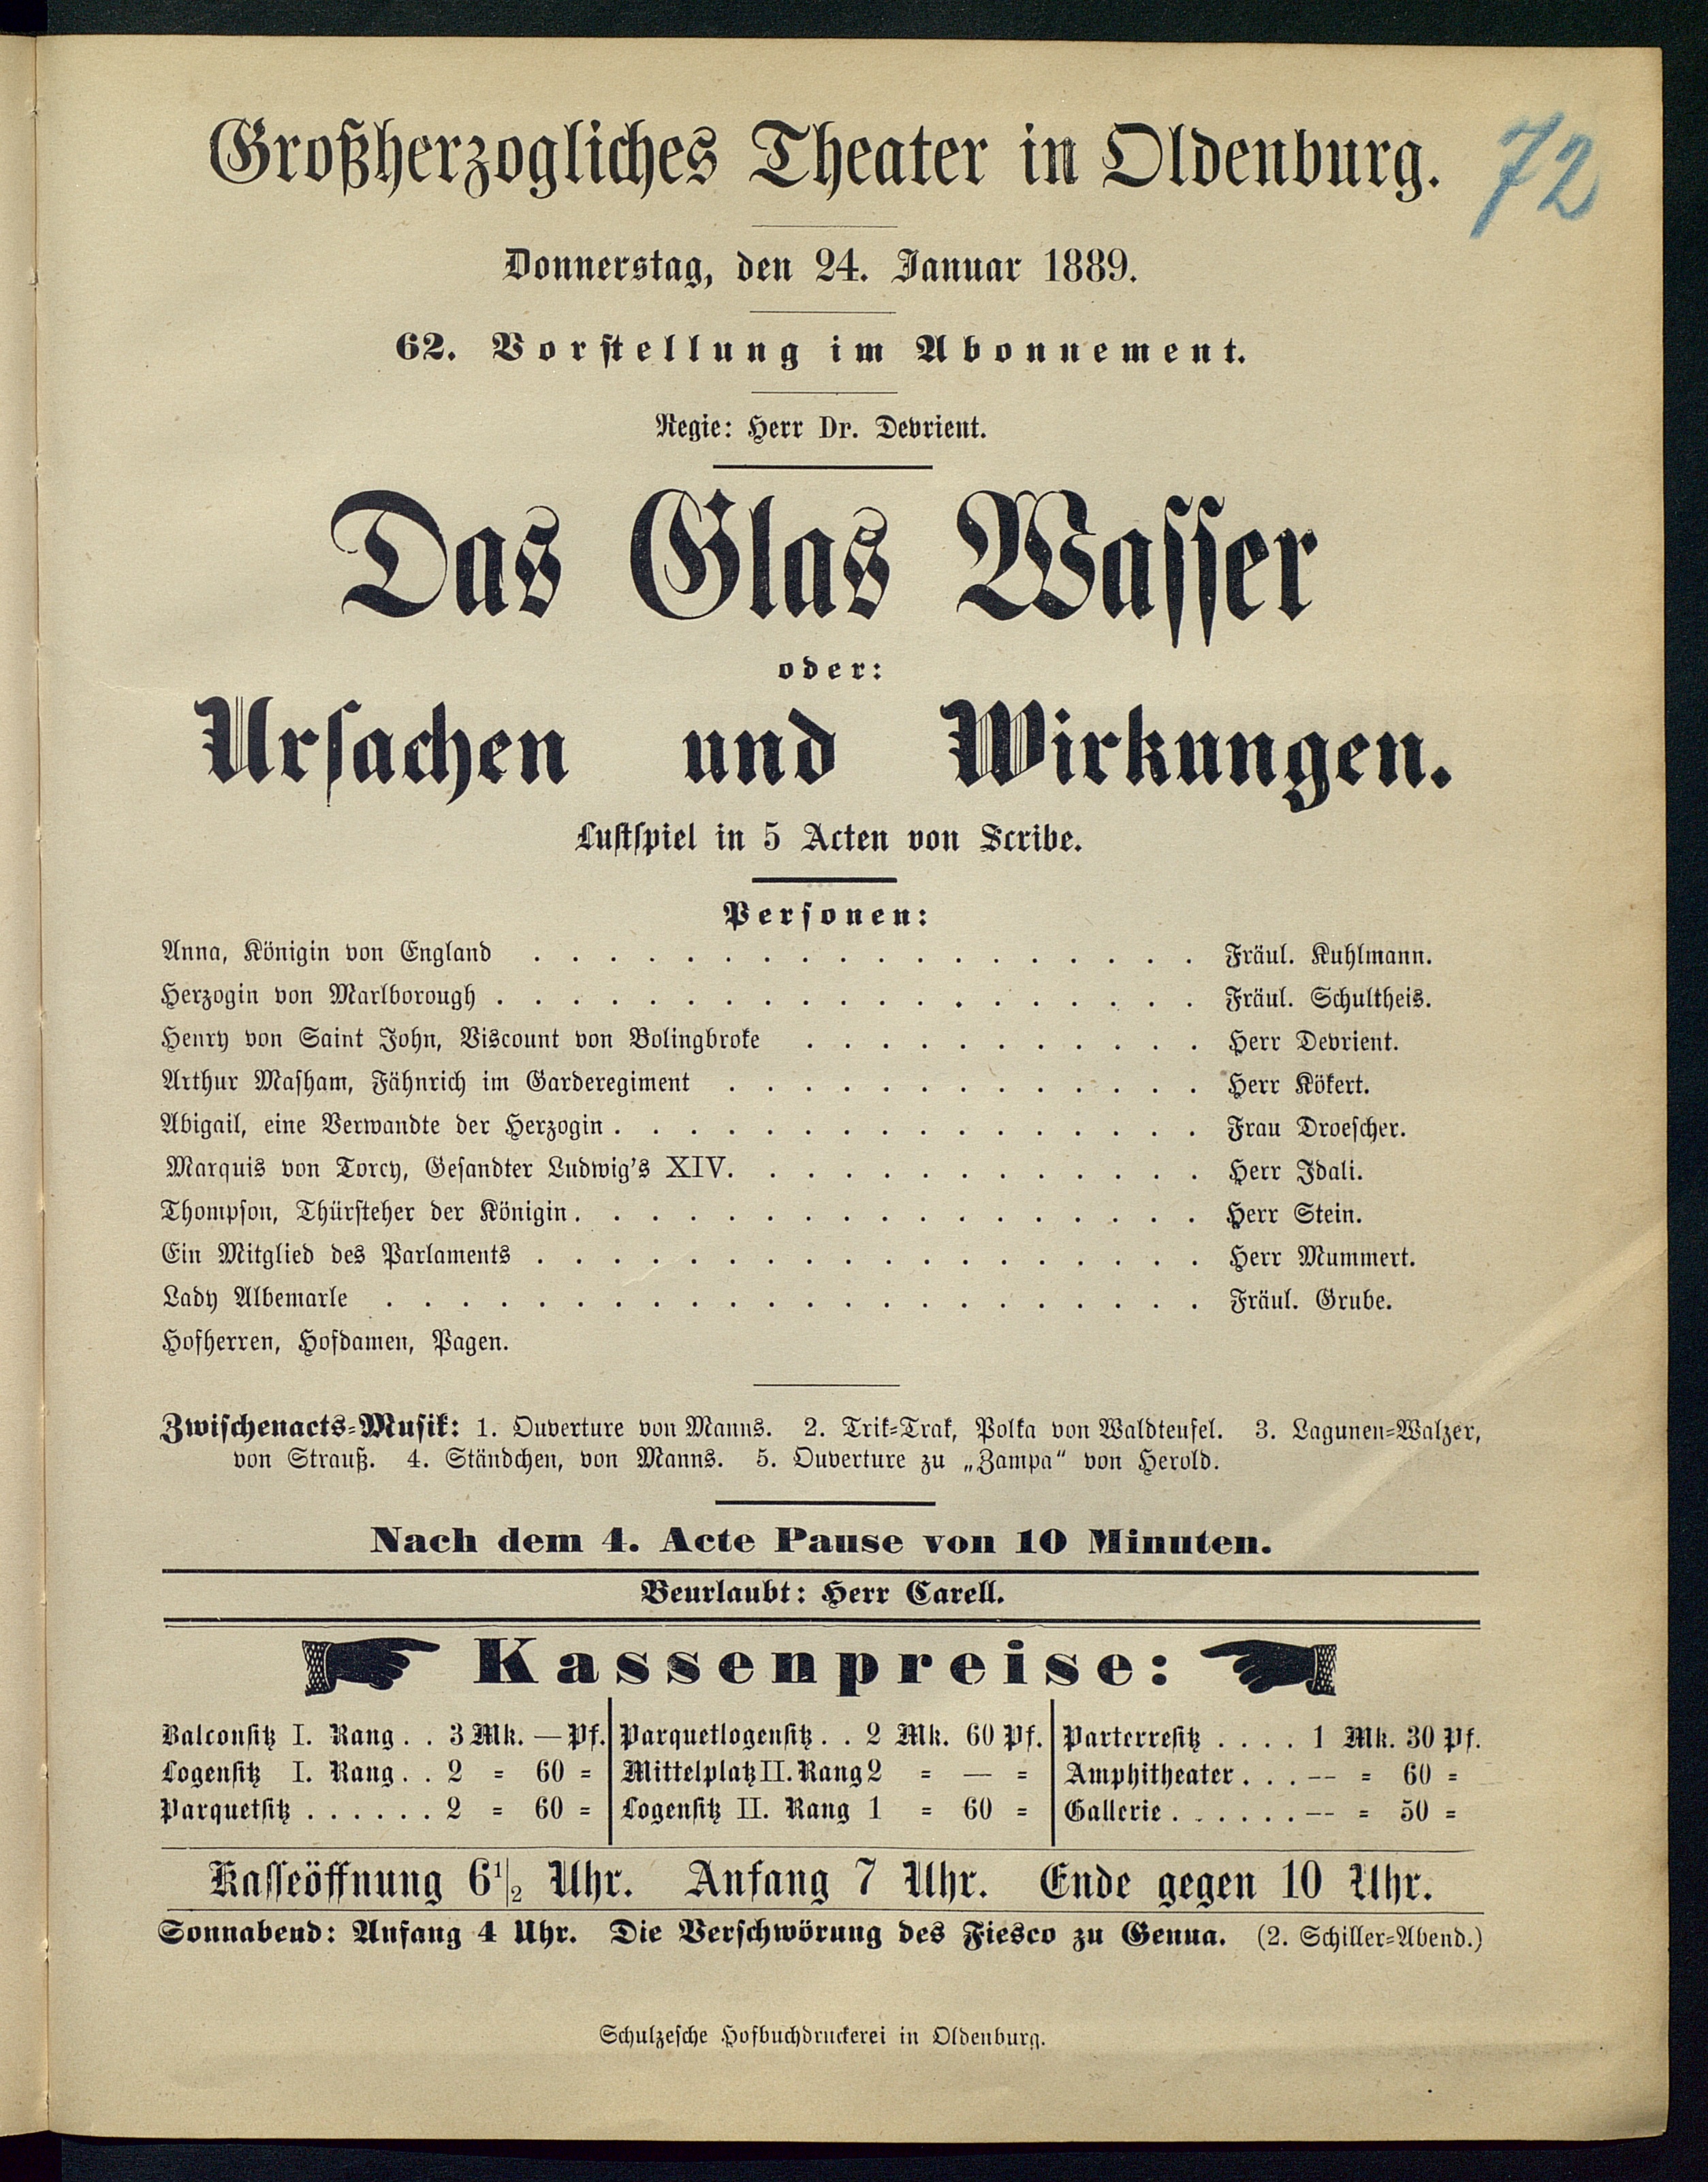 Großherzogliches Theater in Oldenburg.
72
Donnerstag, den 24. Januar 1889.
62. Vorstellung im Abonnement.
Regie: Herr Dr. Devrient.
Das Glas Wasser
oder:
Ursachen und Wirkungen.
Lustspiel in 5 Acten von Scribe.
Personen:
Anna, Königin von England . . . . . . . . . . . . . . . . . . Fräul. Kuhlmann.
Herzogin von Marlborough . . . . . . . . . . . . . . . . . . . Fräul. Schultheis.
Henry von Saint John, Viscount von Bolingbroke . . . . . . . . . . . Herr Devrient.
Arthur Masham, Fähnrich im Garderegiment . . . . . . . . . . . . . Herr Kökert.
Abigail, eine Verwandte der Herzogin . . . . . . . . . . . . . . . . Frau Droescher.
Marquis von Torcy, Gesandter Ludwig's XIV. . . . . . . . . . . . . Herr Idali.
Thompson, Thürsteher der Königin . . . . . . . . . . . . . . . . . Herr Stein.
Ein Mitglied des Parlaments . . . . . . . . . . . . . . . . . . Herr Mummert.
Lady Albemarle . . . . . . . . . . . . . . . . . . . . . . Fräul. Grube.
Hofherren, Hofdamen, Pagen.
Zwischenacts-Musik: 1. Ouverture von Manns. 2. Trik-Trak, Polka von Waldteufel. 3. Lagunen-Walzer,
von Strauß. 4. Ständchen, von Manns. 5. Ouverture zu „Zampa“ von Herold.
Nach dem 4. Acte Pause von 10 Minuten.
Beurlaubt: Herr Carell.
Kassenpreise:
Balconsitz I. Rang . . 3 Mk. — Pf. Parquetlogensitz . . 2 Mk. 60 Pf. Parterresitz . . . . 1 Mk. 30 Pf.
Logensitz I. Rang . . 2 = 60 = Mittelplatz II. Rang 2 = — = Amphitheater . . . -- = 60 =
Parquetsitz . . . . . . 2 = 60 = Logensitz II. Rang 1 = 60 = Gallerie . . . . . . -- = 50 =
Kasseöffnung 6½ Uhr. Anfang 7 Uhr. Ende gegen 10 Uhr.
Sonnabend: Anfang 4 Uhr. Die Verschwörung des Fiesco zu Genua. (2. Schiller-Abend.)
Schulzesche Hofbuchdruckerei in Oldenburg.